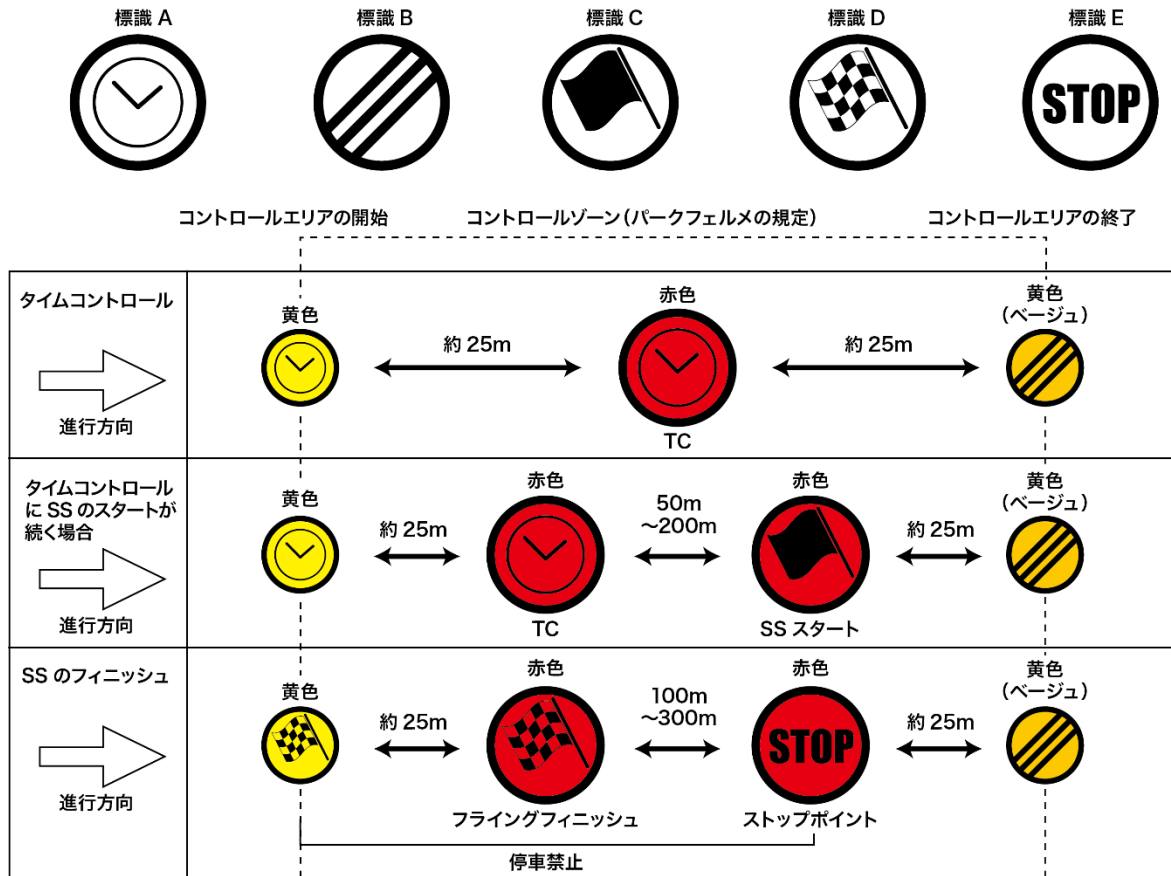 標識 A
標識 B
標識 C
標識 D
標識 E
STOP
コントロールエリアの開始
コントロールゾーン（パークフェルメの規定）
コントロールエリアの終了
タイムコントロール
進行方向
黄色
約 25m
赤色
TC
約 25m
黄色
（ベージュ）
タイムコントロール
に SS のスタートが
続く場合
進行方向
黄色
約 25m
赤色
TC
50m
～200m
赤色
SS スタート
約 25m
黄色
（ベージュ）
SS のフィニッシュ
進行方向
黄色
約 25m
赤色
フライングフィニッシュ
100m
～300m
赤色
STOP
ストップポイント
約 25m
黄色
（ベージュ）
停車禁止